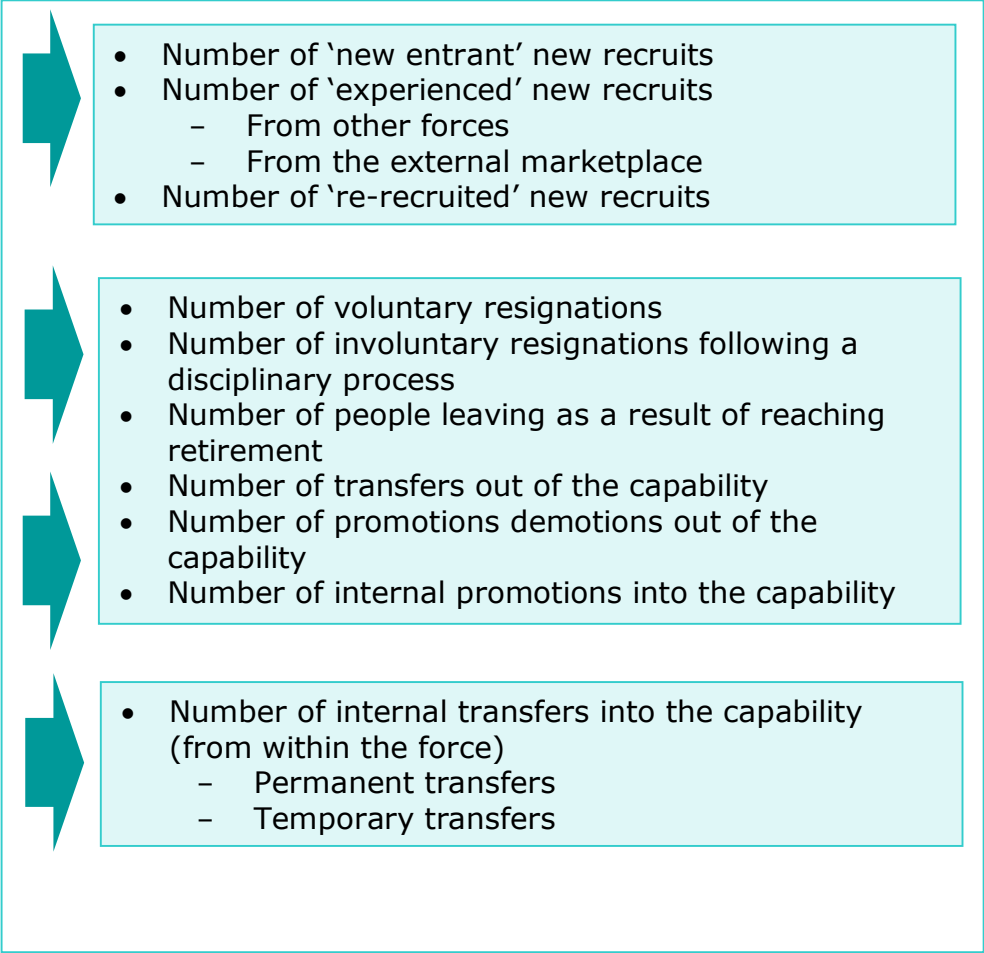 • Number of ‘new entrant’ new recruits
• Number of ‘experienced’ new recruits
– From other forces
– From the external marketplace
• Number of ‘re-recruited’ new recruits
• Number of voluntary resignations
• Number of involuntary resignations following a
disciplinary process
• Number of people leaving as a result of reaching
retirement
• Number of transfers out of the capability
• Number of promotions demotions out of the
capability
• Number of internal promotions into the capability
• Number of internal transfers into the capability
(from within the force)
– Permanent transfers
– Temporary transfers